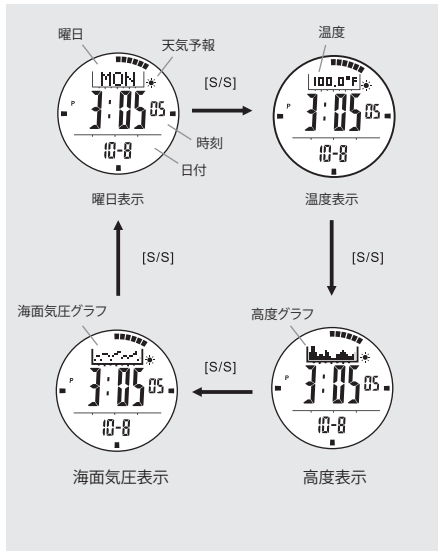 曜日
天気予報
MON
P 3:05 05
10-8
時刻
日付
曜日表示
[S/S]
温度
100.0°F
P 3:05 05
10-8
温度表示
[S/S]
[S/S]
海面気圧グラフ
P 3:05 05
10-8
海面気圧表示
[S/S]
高度グラフ
P 3:05 05
10-8
高度表示